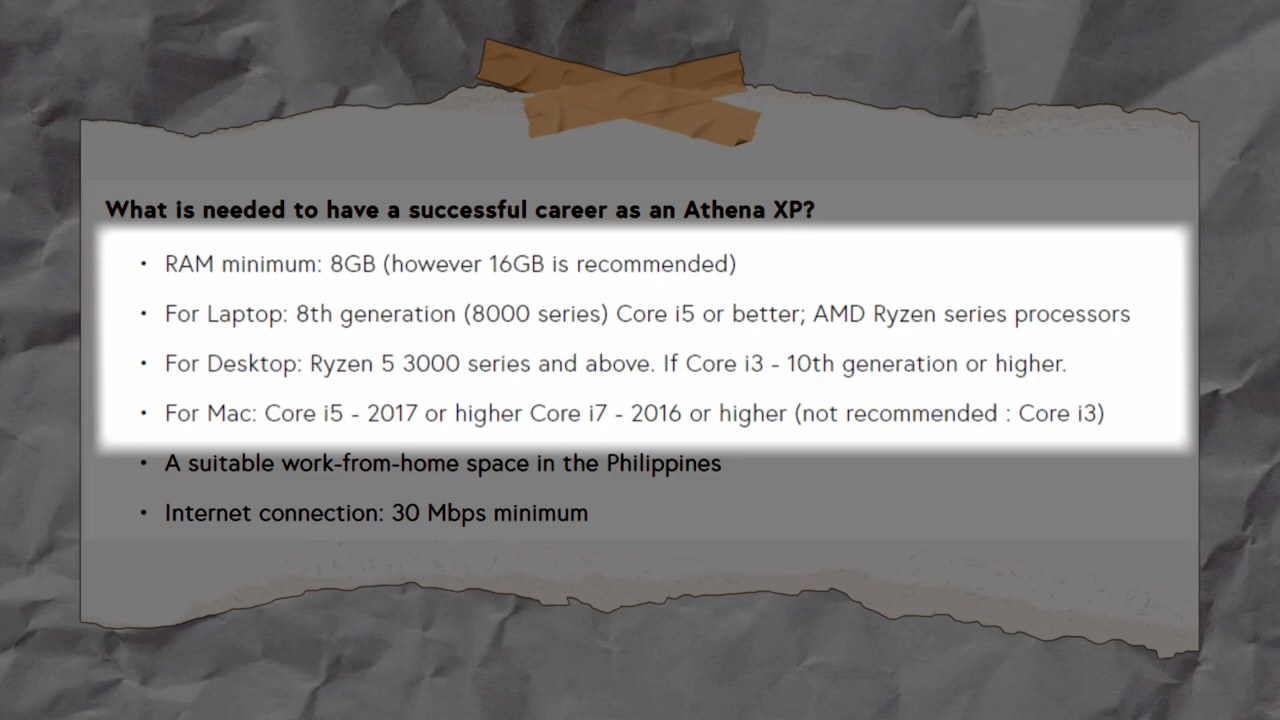 What is needed to have a successful career as an Athena XP?
• RAM minimum: 8GB (however 16GB is recommended)
• For Laptop: 8th generation (8000 series) Core i5 or better; AMD Ryzen series processors
• For Desktop: Ryzen 5 3000 series and above. If Core i3 - 10th generation or higher.
• For Mac: Core i5 - 2017 or higher Core i7 - 2016 or higher (not recommended : Core i3)
• A suitable work-from-home space in the Philippines
• Internet connection: 30 Mbps minimum